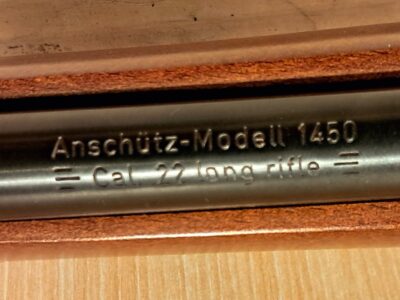 Anschütz-Modell 1450
= Cal. 22 long rifle =